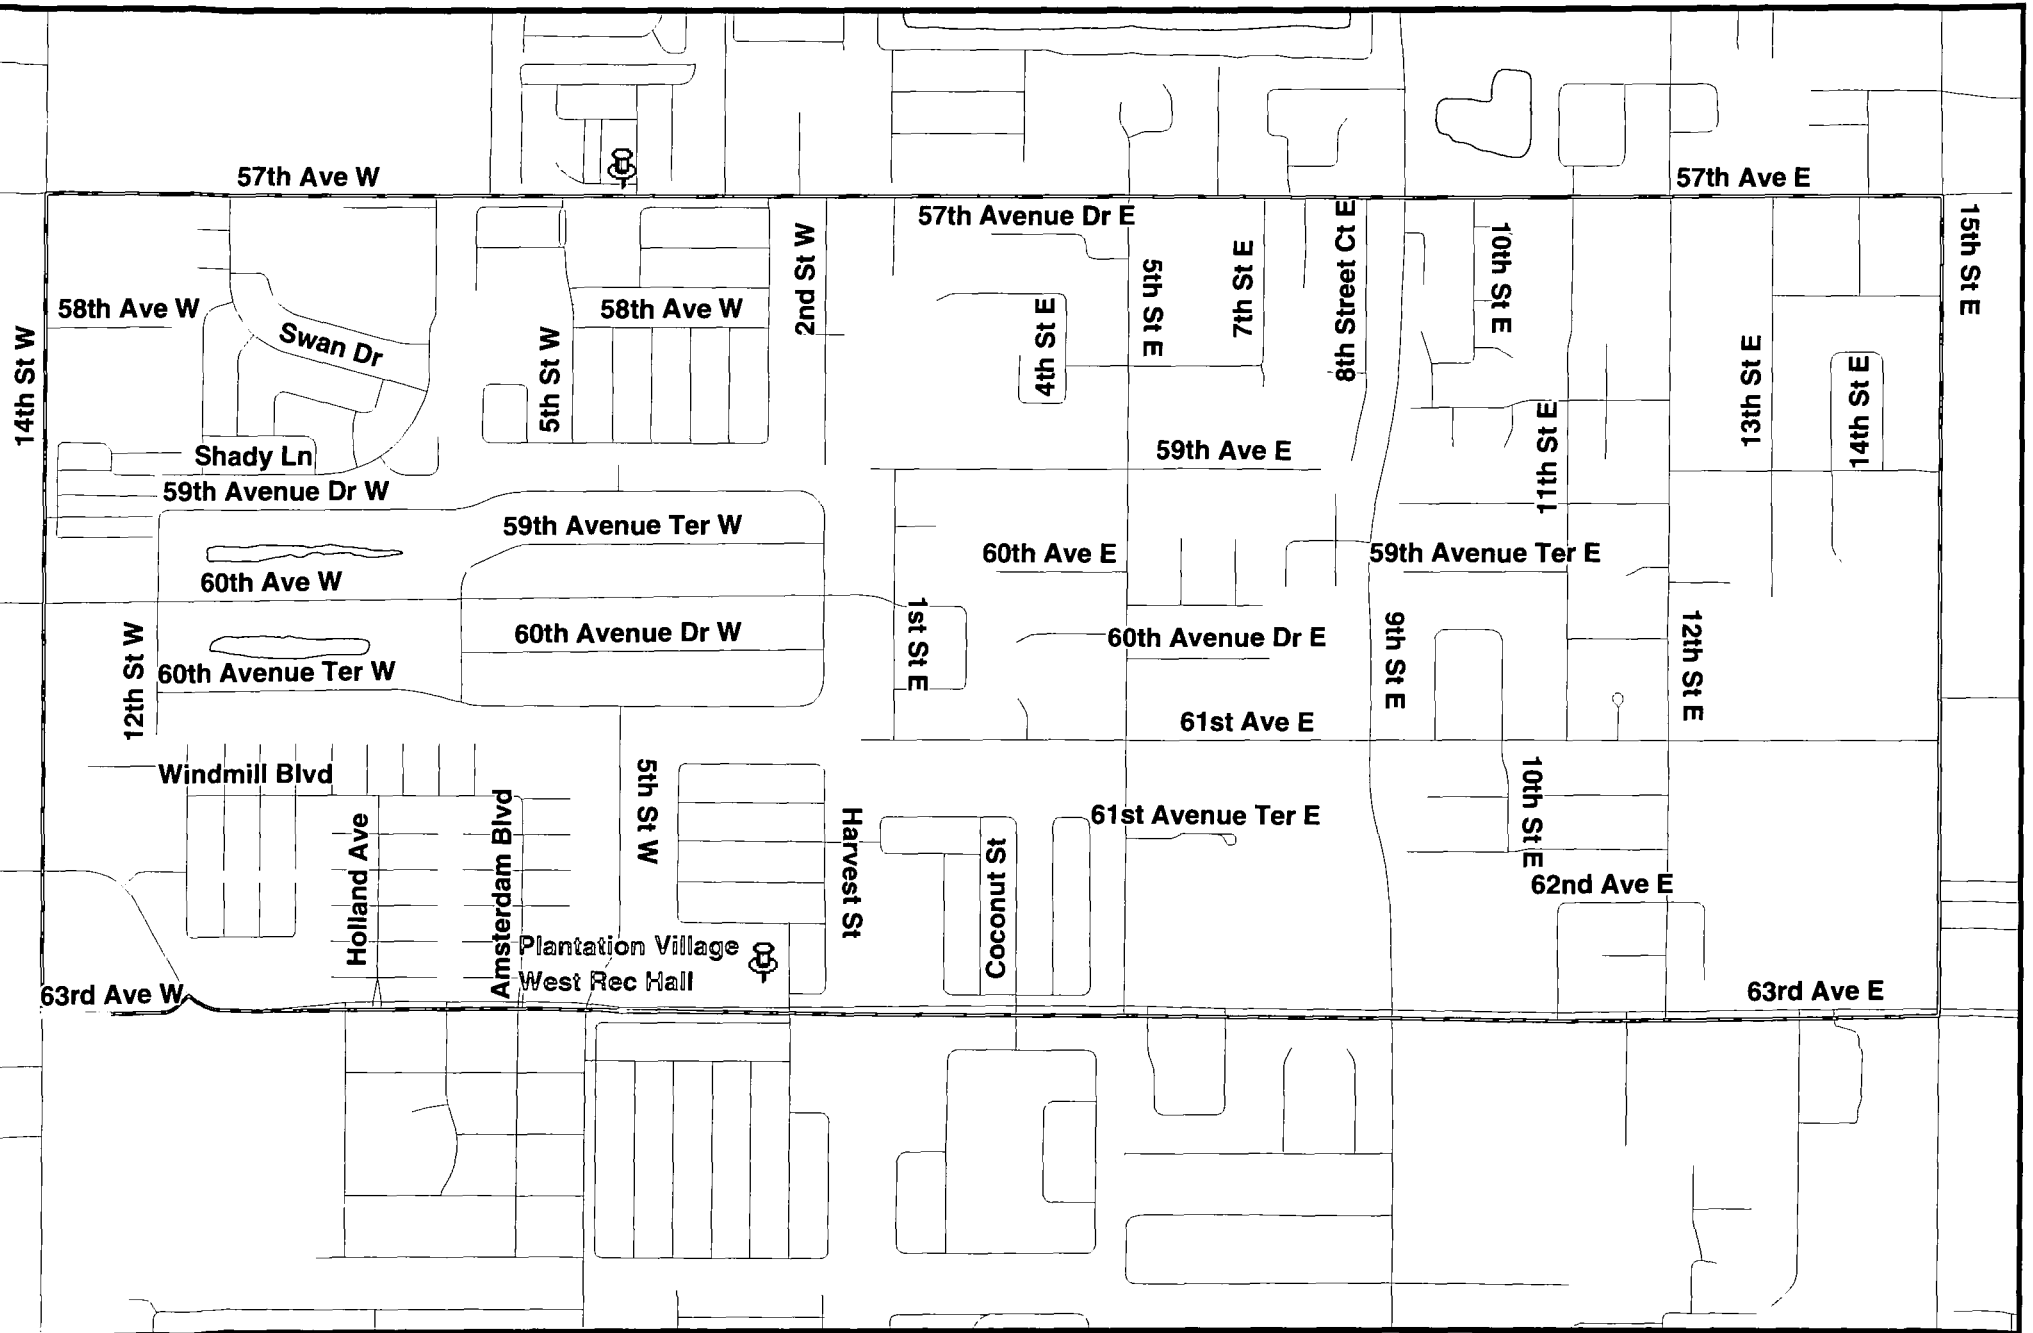 57th Ave W
57th Ave E
57th Avenue Dr E
15th St E
2nd St W
8th Street Ct E
10th St E
5th St E
7th St E
58th Ave W
58th Ave W
4th St E
Swan Dr
14th St W
5th St W
13th St E
14th St E
11th St E
Shady Ln
59th Ave E
59th Avenue Dr W
59th Avenue Ter W
60th Ave E
59th Avenue Ter E
60th Ave W
1st St E
9th St E
12th St E
12th St W
60th Avenue Dr W
60th Avenue Dr E
60th Avenue Ter W
61st Ave E
Windmill Blvd
5th St W
10th St E
Holland Ave
Amsterdam Blvd
Harvest St
Coconut St
61st Avenue Ter E
62nd Ave E
Plantation Village
West Rec Hall
63rd Ave W
63rd Ave E